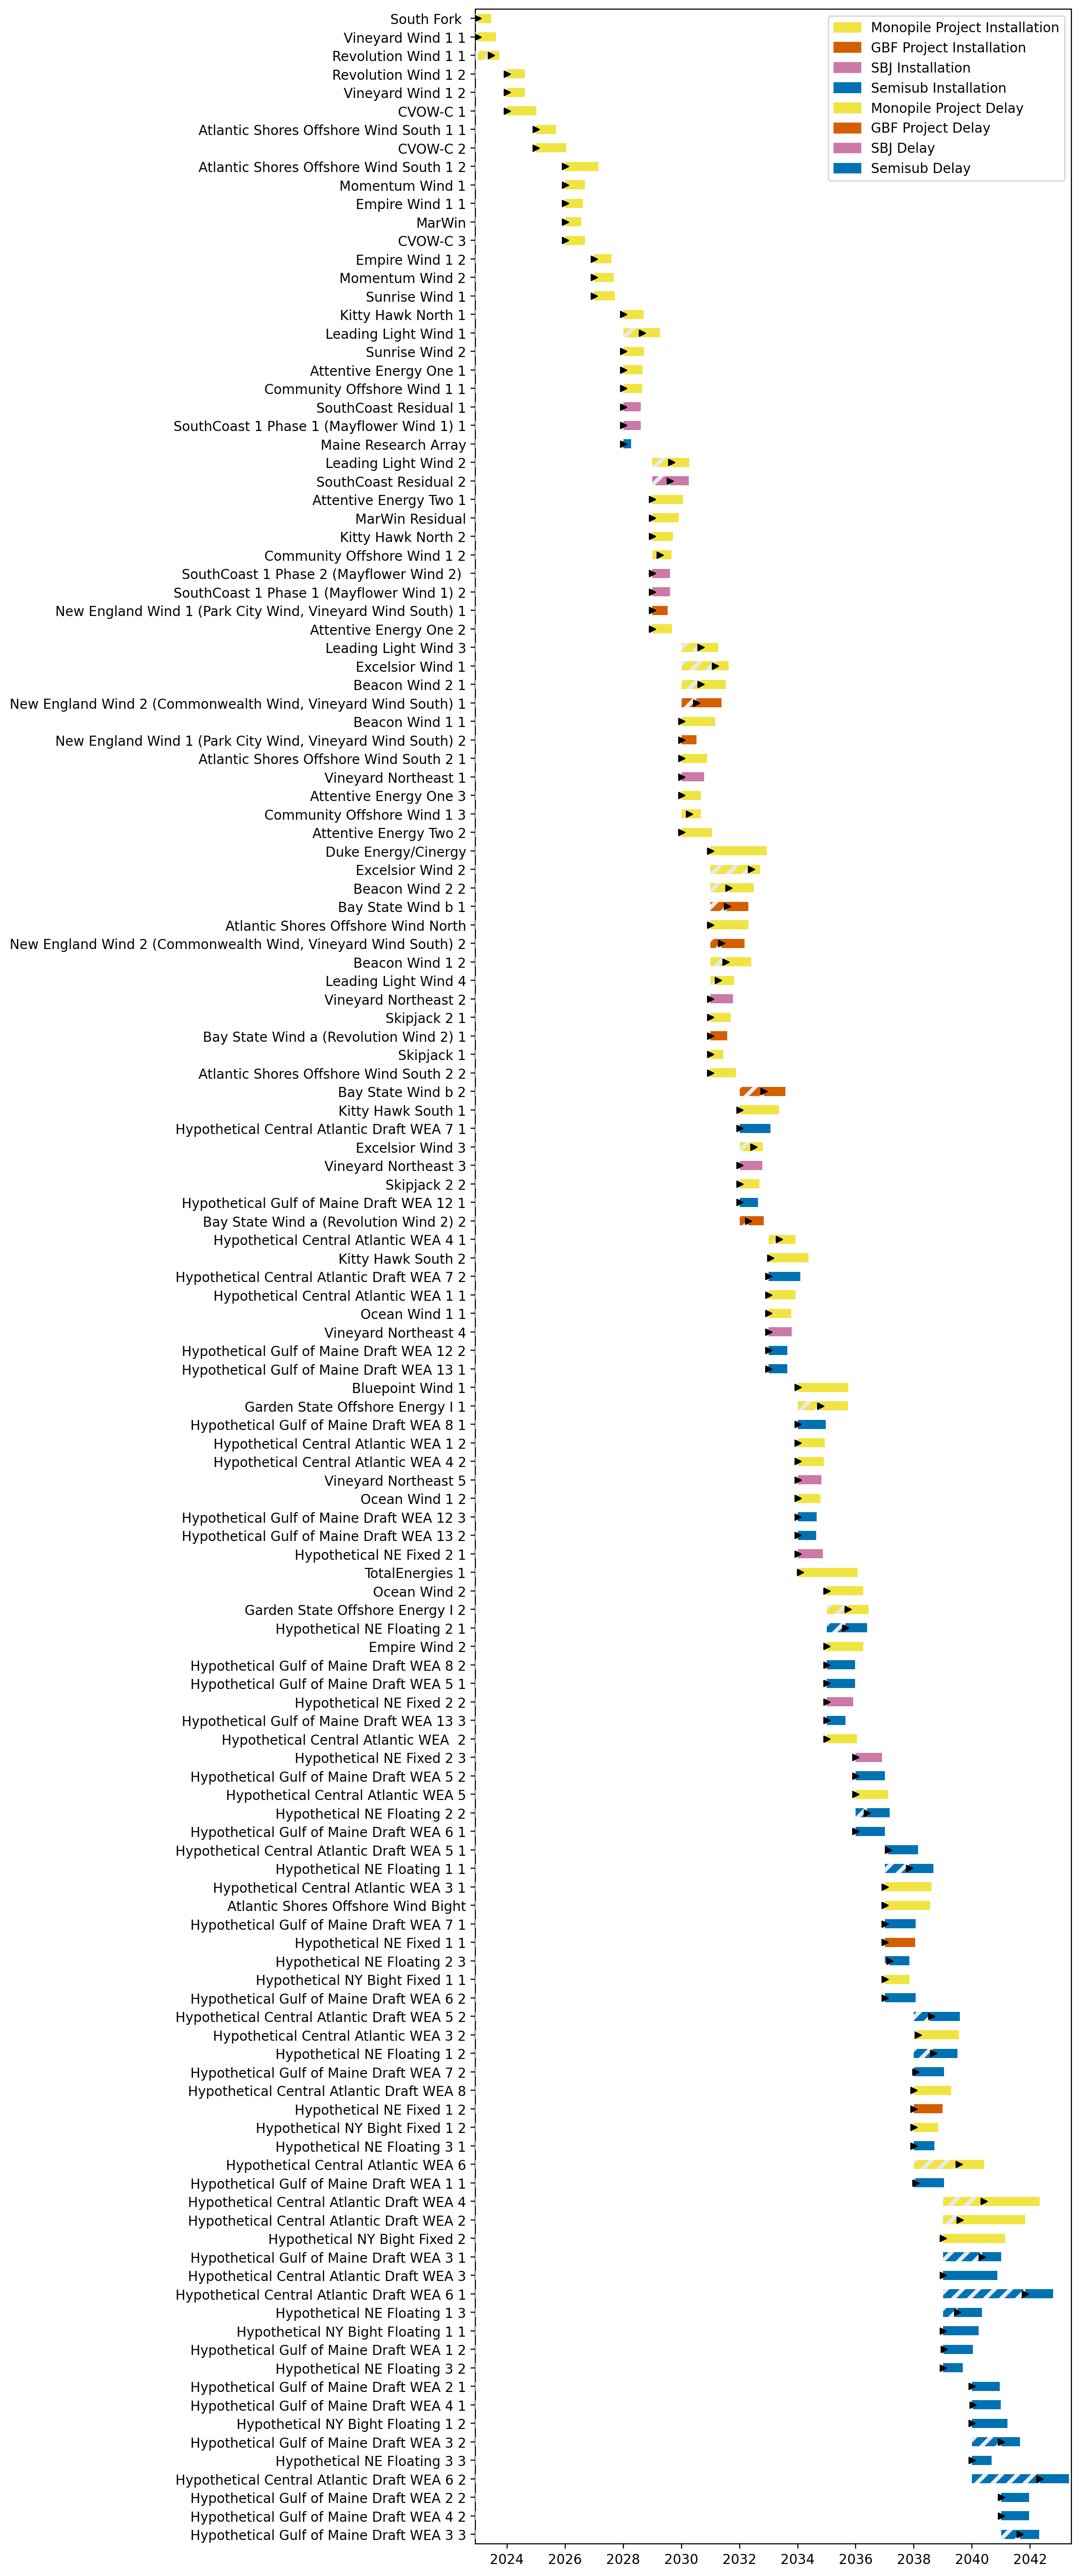 South Fork
Vineyard Wind 1 1
Revolution Wind 1 1
Revolution Wind 1 2
Vineyard Wind 1 2
CVOW-C 1
Atlantic Shores Offshore Wind South 1 1
CVOW-C 2
Atlantic Shores Offshore Wind South 1 2
Momentum Wind 1
Empire Wind 1 1
MarWin
CVOW-C 3
Empire Wind 1 2
Momentum Wind 2
Sunrise Wind 1
Kitty Hawk North 1
Leading Light Wind 1
Sunrise Wind 2
Attentive Energy One 1
Community Offshore Wind 1 1
SouthCoast Residual 1
SouthCoast 1 Phase 1 (Mayflower Wind 1) 1
Maine Research Array
Leading Light Wind 2
SouthCoast Residual 2
Attentive Energy Two 1
MarWin Residual
Kitty Hawk North 2
Community Offshore Wind 1 2
SouthCoast 1 Phase 2 (Mayflower Wind 2)
SouthCoast 1 Phase 1 (Mayflower Wind 1) 2
New England Wind 1 (Park City Wind, Vineyard Wind South) 1
Attentive Energy One 2
Leading Light Wind 3
Excelsior Wind 1
Beacon Wind 2 1
New England Wind 2 (Commonwealth Wind, Vineyard Wind South) 1
Beacon Wind 1 1
New England Wind 1 (Park City Wind, Vineyard Wind South) 2
Atlantic Shores Offshore Wind South 2 1
Vineyard Northeast 1
Attentive Energy One 3
Community Offshore Wind 1 3
Attentive Energy Two 2
Duke Energy/Cinergy
Excelsior Wind 2
Beacon Wind 2 2
Bay State Wind b 1
Atlantic Shores Offshore Wind North
New England Wind 2 (Commonwealth Wind, Vineyard Wind South) 2
Beacon Wind 1 2
Leading Light Wind 4
Vineyard Northeast 2
Skipjack 2 1
Bay State Wind a (Revolution Wind 2) 1
Skipjack 1
Atlantic Shores Offshore Wind South 2 2
Bay State Wind b 2
Kitty Hawk South 1
Hypothetical Central Atlantic Draft WEA 7 1
Excelsior Wind 3
Vineyard Northeast 3
Skipjack 2 2
Hypothetical Gulf of Maine Draft WEA 12 1
Bay State Wind a (Revolution Wind 2) 2
Hypothetical Central Atlantic WEA 4 1
Kitty Hawk South 2
Hypothetical Central Atlantic Draft WEA 7 2
Hypothetical Central Atlantic WEA 1 1
Ocean Wind 1 1
Vineyard Northeast 4
Hypothetical Gulf of Maine Draft WEA 12 2
Hypothetical Gulf of Maine Draft WEA 13 1
Bluepoint Wind 1
Garden State Offshore Energy I 1
Hypothetical Gulf of Maine Draft WEA 8 1
Hypothetical Central Atlantic WEA 1 2
Hypothetical Central Atlantic WEA 4 2
Vineyard Northeast 5
Ocean Wind 1 2
Hypothetical Gulf of Maine Draft WEA 12 3
Hypothetical Gulf of Maine Draft WEA 13 2
Hypothetical NE Fixed 2 1
TotalEnergies 1
Ocean Wind 2
Garden State Offshore Energy I 2
Hypothetical NE Floating 2 1
Empire Wind 2
Hypothetical Gulf of Maine Draft WEA 8 2
Hypothetical Gulf of Maine Draft WEA 5 1
Hypothetical NE Fixed 2 2
Hypothetical Gulf of Maine Draft WEA 13 3
Hypothetical Central Atlantic WEA  2
Hypothetical NE Fixed 2 3
Hypothetical Gulf of Maine Draft WEA 5 2
Hypothetical Central Atlantic WEA 5
Hypothetical NE Floating 2 2
Hypothetical Gulf of Maine Draft WEA 6 1
Hypothetical Central Atlantic Draft WEA 5 1
Hypothetical NE Floating 1 1
Hypothetical Central Atlantic WEA 3 1
Atlantic Shores Offshore Wind Bight
Hypothetical Gulf of Maine Draft WEA 7 1
Hypothetical NE Fixed 1 1
Hypothetical NE Floating 2 3
Hypothetical NY Bight Fixed 1 1
Hypothetical Gulf of Maine Draft WEA 6 2
Hypothetical Central Atlantic Draft WEA 5 2
Hypothetical Central Atlantic WEA 3 2
Hypothetical NE Floating 1 2
Hypothetical Gulf of Maine Draft WEA 7 2
Hypothetical Central Atlantic Draft WEA 8
Hypothetical NE Fixed 1 2
Hypothetical NY Bight Fixed 1 2
Hypothetical NE Floating 3 1
Hypothetical Central Atlantic WEA 6
Hypothetical Gulf of Maine Draft WEA 1 1
Hypothetical Central Atlantic Draft WEA 4
Hypothetical Central Atlantic Draft WEA 2
Hypothetical NY Bight Fixed 2
Hypothetical Gulf of Maine Draft WEA 3 1
Hypothetical Central Atlantic Draft WEA 3
Hypothetical Central Atlantic Draft WEA 6 1
Hypothetical NE Floating 1 3
Hypothetical NY Bight Floating 1 1
Hypothetical Gulf of Maine Draft WEA 1 2
Hypothetical NE Floating 3 2
Hypothetical Gulf of Maine Draft WEA 2 1
Hypothetical Gulf of Maine Draft WEA 4 1
Hypothetical NY Bight Floating 1 2
Hypothetical Gulf of Maine Draft WEA 3 2
Hypothetical NE Floating 3 3
Hypothetical Central Atlantic Draft WEA 6 2
Hypothetical Gulf of Maine Draft WEA 2 2
Hypothetical Gulf of Maine Draft WEA 4 2
Hypothetical Gulf of Maine Draft WEA 3 3
Monopile Project Installation
GBF Project Installation
SBJ Installation
Semisub Installation
Monopile Project Delay
GBF Project Delay
SBJ Delay
Semisub Delay
2024 2026 2028 2030 2032 2034 2036 2038 2040 2042